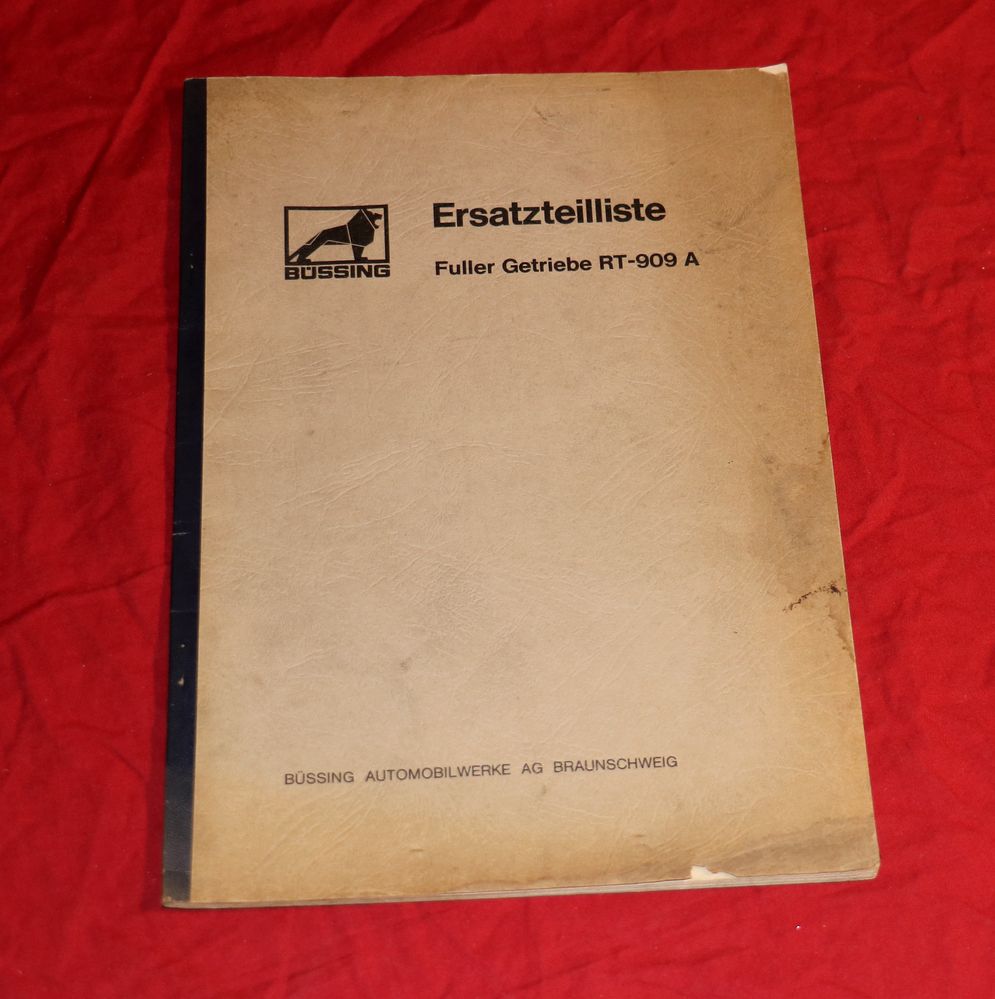 Ersatzteilliste
BÜSSING
Fuller Getriebe RT-909 A
BÜSSING AUTOMOBILWERKE AG BRAUNSCHWEIG